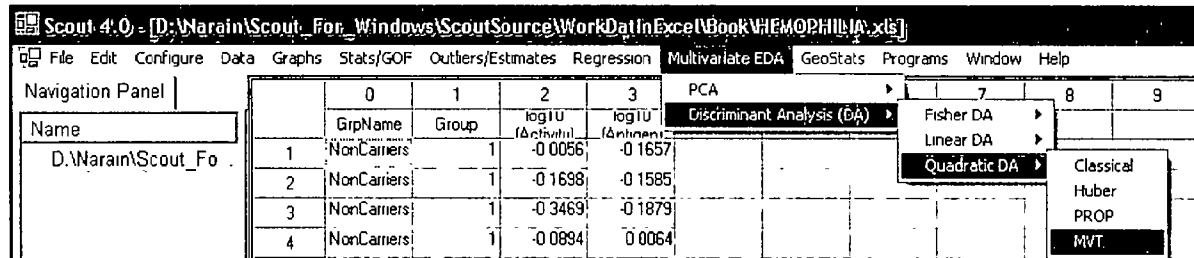 Scout 4.0 - [D:\Narain\Scout_For_Windows\ScoutSource\WorkDatInExcel\Book\HEMOPHILIA.xls]
File Edit Configure Data Graphs Stats/GOF Outliers/Estimates Regression Multivariate EDA GeoStats Programs Window Help
Navigation Panel
Name
D.\Narain\Scout_Fo .
0 1 2 3 7 8 9
GrpName Group log10 (Activity) log10 (Antigen)
1 NonCarriers 1 -0 0056 -0 1657
2 NonCarriers 1 -0 1698 -0 1585
3 NonCarriers 1 -0 3469 -0 1879
4 NonCarriers 1 -0 0894 0 0064
PCA
Discriminant Analysis (DA)
Fisher DA
Linear DA
Quadratic DA
Classical
Huber
PROP
MVT